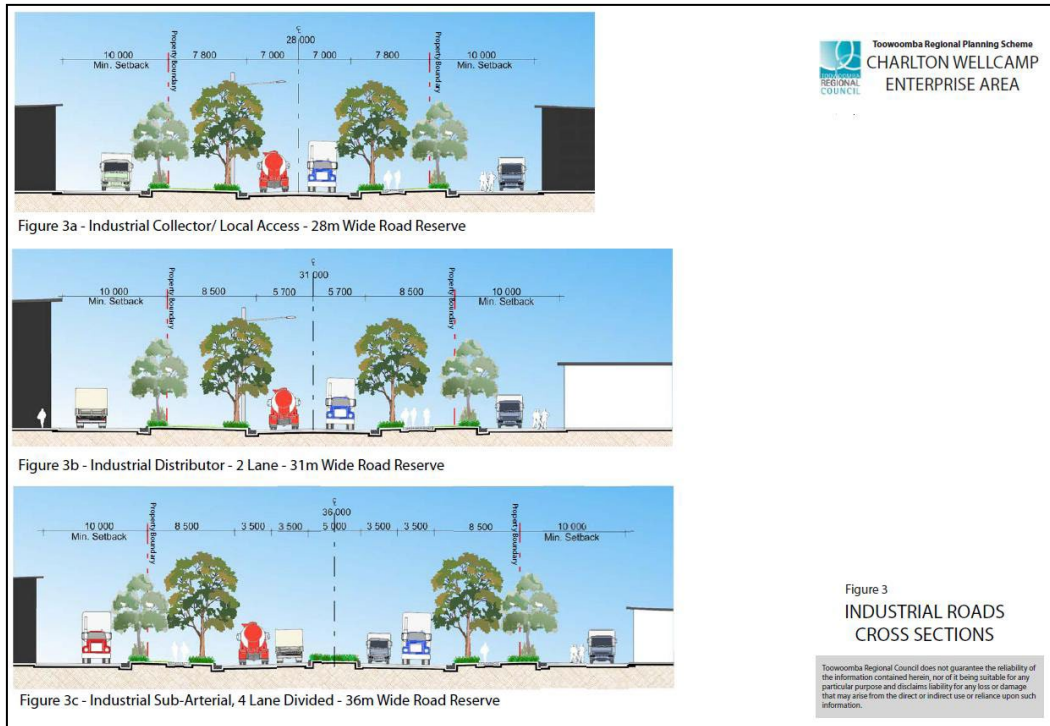 ℄
28 000
10 000 7 800 7 000 7 000 7 800 10 000
Min. Setback Min. Setback
Property Boundary Property Boundary
Figure 3a - Industrial Collector/ Local Access - 28m Wide Road Reserve
℄
31 000
10 000 8 500 5 700 5 700 8 500 10 000
Min. Setback Min. Setback
Property Boundary Property Boundary
Figure 3b - Industrial Distributor - 2 Lane - 31m Wide Road Reserve
℄
36 000
10 000 8 500 3 500 3 500 5 000 3 500 3 500 8 500 10 000
Min. Setback Min. Setback
Property Boundary Property Boundary
Figure 3c - Industrial Sub-Arterial, 4 Lane Divided - 36m Wide Road Reserve
TOOWOOMBA
REGIONAL
COUNCIL
Toowoomba Regional Planning Scheme
CHARLTON WELLCAMP
ENTERPRISE AREA
Figure 3
INDUSTRIAL ROADS
CROSS SECTIONS
Toowoomba Regional Council does not guarantee the reliability of
the information contained herein, nor of it being suitable for any
particular purpose and disclaims liability for any loss or damage
that may arise from the direct or indirect use or reliance upon such
information.